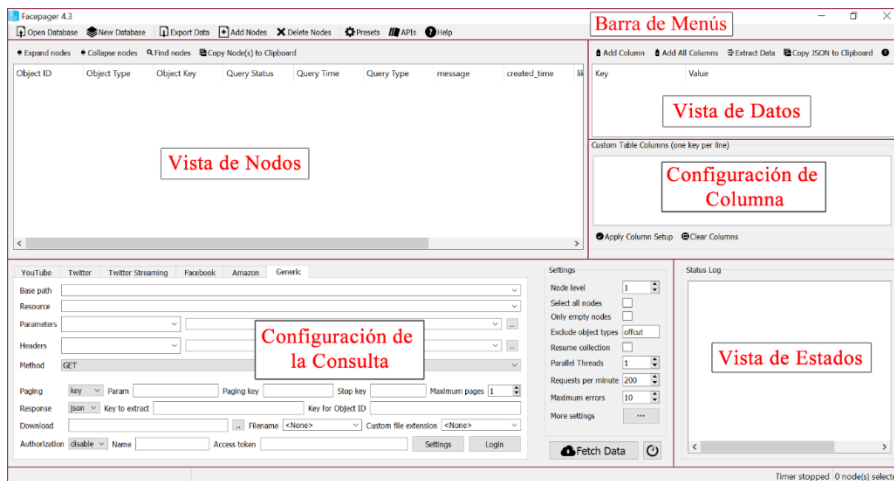 Facepager 4.3
Open Database New Database Export Data Add Nodes Delete Nodes Presets APIs Help
Barra de Menús
Expand nodes Collapse nodes Find nodes Copy Node(s) to Clipboard
Object ID Object Type Object Key Query Status Query Time Query Type message created_time lik
Vista de Nodos
Add Column Add All Columns Extract Data Copy JSON to Clipboard
Key Value
Vista de Datos
Custom Table Columns (one key per line)
Configuración de
Columna
Apply Column Setup Clear Columns
YouTube Twitter Twitter Streaming Facebook Amazon Generic
Base path
Resource
Parameters
Headers
Method GET
Configuración de
la Consulta
Paging key Param Paging key Stop key Maximum pages 1
Response json Key to extract Key for Object ID
Download .. Filename <None> Custom file extension <None>
Authorization disable Name Access token Settings Login
Settings
Node level 1
Select all nodes
Only empty nodes
Exclude object types offcut
Resume collection
Parallel Threads 1
Requests per minute 200
Maximum errors 10
More settings ...
Fetch Data
Status Log
Vista de Estados
Timer stopped 0 node(s) selecte